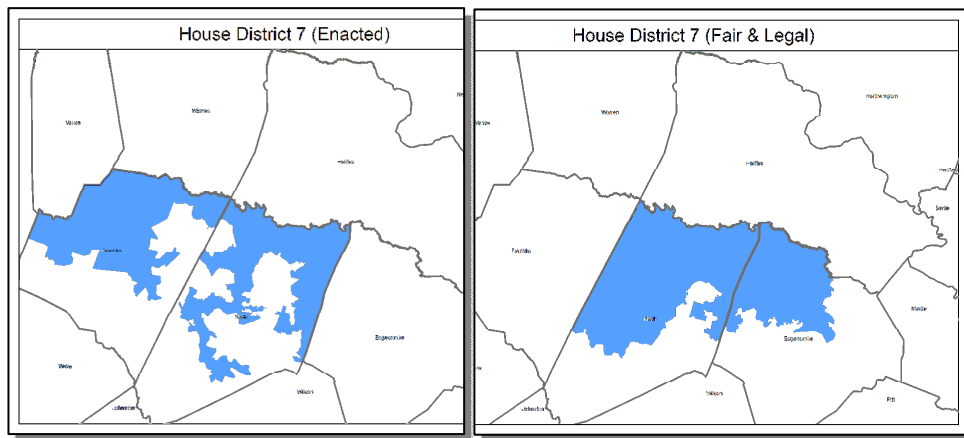 House District 7 (Enacted)
Vance
Warren
Halifax
Franklin
Nash
Edgecombe
Wake
Johnston
Wilson
House District 7 (Fair & Legal)
Northampton
Warren
Halifax
Bertie
Franklin
Martin
Nash
Edgecombe
Wilson
Pitt
Johnston